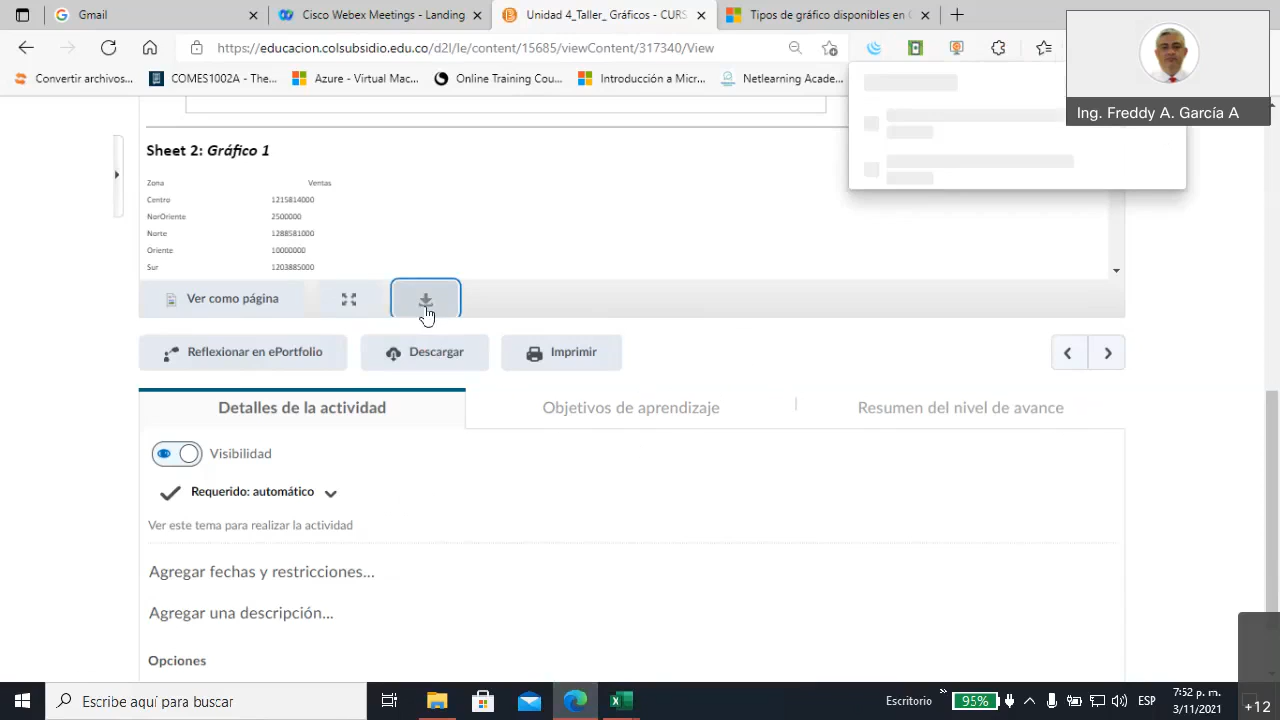 Gmail
Cisco Webex Meetings - Landing
Unidad 4_Taller_ Gráficos - CURS
Tipos de gráfico disponibles en
https://educacion.colsubsidio.edu.co/d2l/le/content/15685/viewContent/317340/View
Convertir archivos...
COMES1002A - The...
Azure - Virtual Mac...
Online Training Cou...
Introducción a Micr...
Netlearning Acade...
Ing. Freddy A. García A
Sheet 2: Gráfico 1
Zona Ventas
Centro 1215814000
NorOriente 2500000
Norte 1288581000
Oriente 10000000
Sur 1203885000
Ver como página
Reflexionar en ePortfolio
Descargar
Imprimir
Detalles de la actividad
Objetivos de aprendizaje
Resumen del nivel de avance
Visibilidad
Requerido: automático
Ver este tema para realizar la actividad
Agregar fechas y restricciones...
Agregar una descripción...
Opciones
Escribe aquí para buscar
Escritorio
95%
ESP
7:52 p. m.
3/11/2021
+12